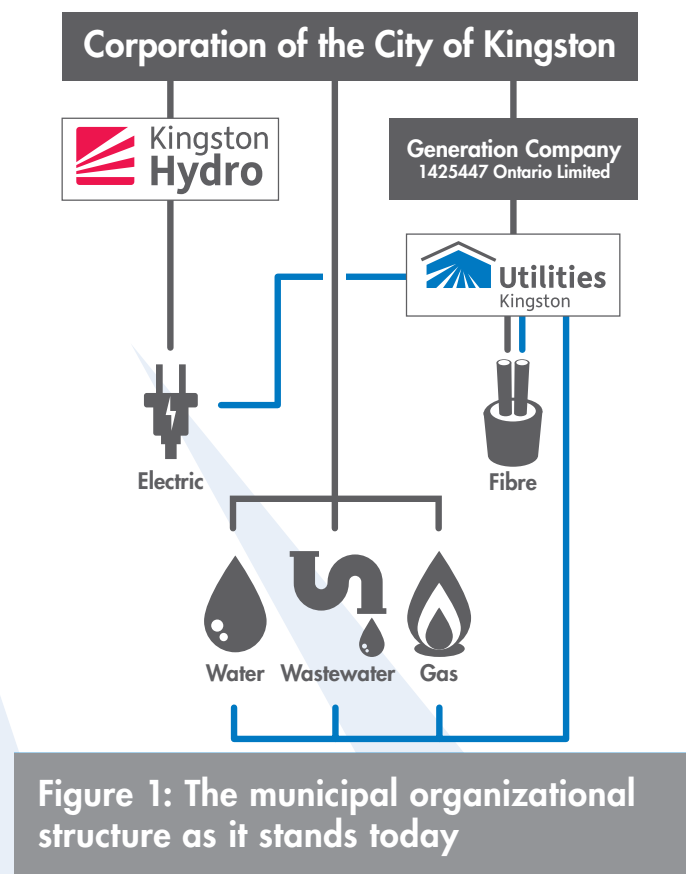 Corporation of the City of Kingston
Kingston
Hydro
Generation Company
1425447 Ontario Limited
Utilities
Kingston
Electric
Fibre
Water
Wastewater
Gas
Figure 1: The municipal organizational
structure as it stands today